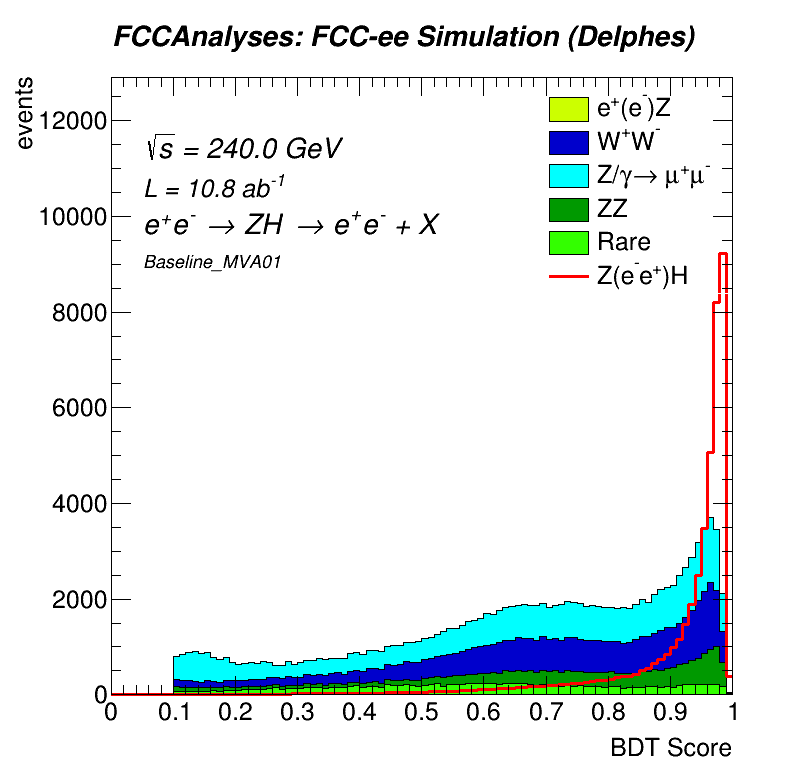 FCCAnalyses: FCC-ee Simulation (Delphes)
events
12000
10000
8000
6000
4000
2000
0
√s = 240.0 GeV
L = 10.8 ab⁻¹
e⁺e⁻ → ZH → e⁺e⁻ + X
Baseline_MVA01
e⁺(e⁻)Z
W⁺W⁻
Z/γ→ μ⁺μ⁻
ZZ
Rare
Z(e⁻e⁺)H
0 0.1 0.2 0.3 0.4 0.5 0.6 0.7 0.8 0.9 1
BDT Score